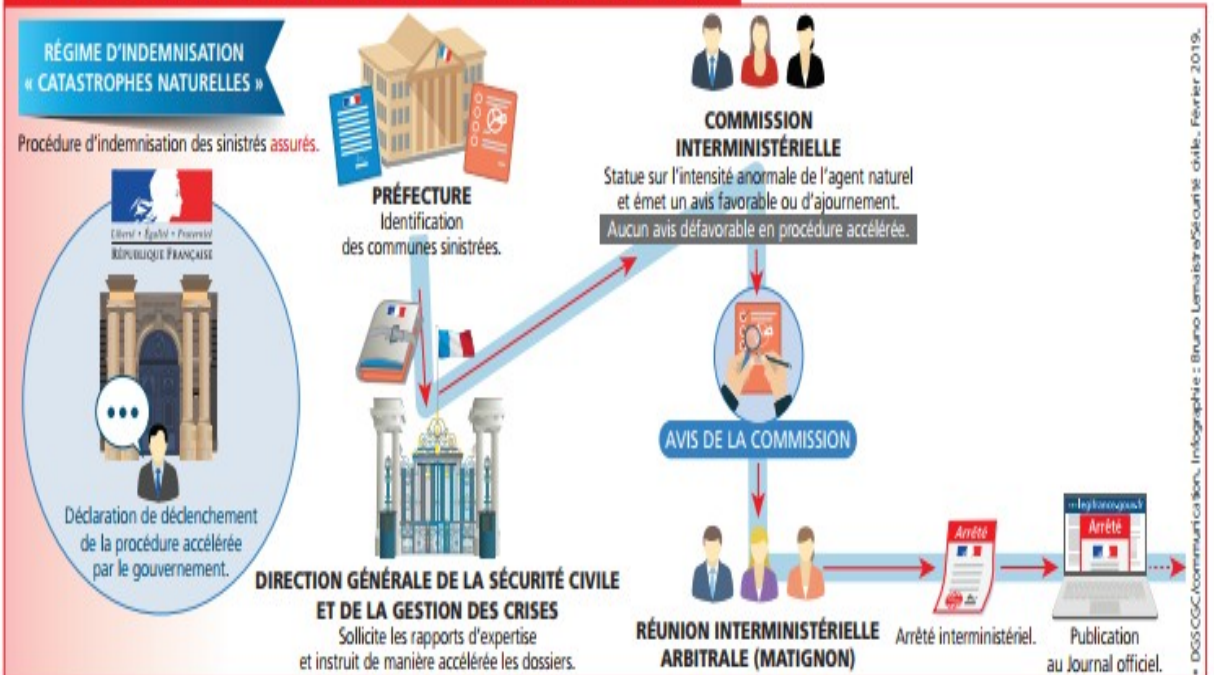 RÉGIME D'INDEMNISATION
« CATASTROPHES NATURELLES »
Procédure d'indemnisation des sinistrés assurés.
Liberté • Égalité • Fraternité
RÉPUBLIQUE FRANÇAISE
Déclaration de déclenchement
de la procédure accélérée
par le gouvernement.
PRÉFECTURE
Identification
des communes sinistrées.
DIRECTION GÉNÉRALE DE LA SÉCURITÉ CIVILE
ET DE LA GESTION DES CRISES
Sollicite les rapports d'expertise
et instruit de manière accélérée les dossiers.
COMMISSION
INTERMINISTÉRIELLE
Statue sur l'intensité anormale de l'agent naturel
et émet un avis favorable ou d'ajournement.
Aucun avis défavorable en procédure accélérée.
AVIS DE LA COMMISSION
RÉUNION INTERMINISTÉRIELLE
ARBITRALE (MATIGNON)
Arrêté
Arrêté interministériel.
legifrance.gouv.fr
Arrêté
Publication
au Journal officiel.
DGSCGC/communication. Infographie : Bruno Lemaistre/Sécurité civile. Février 2019.